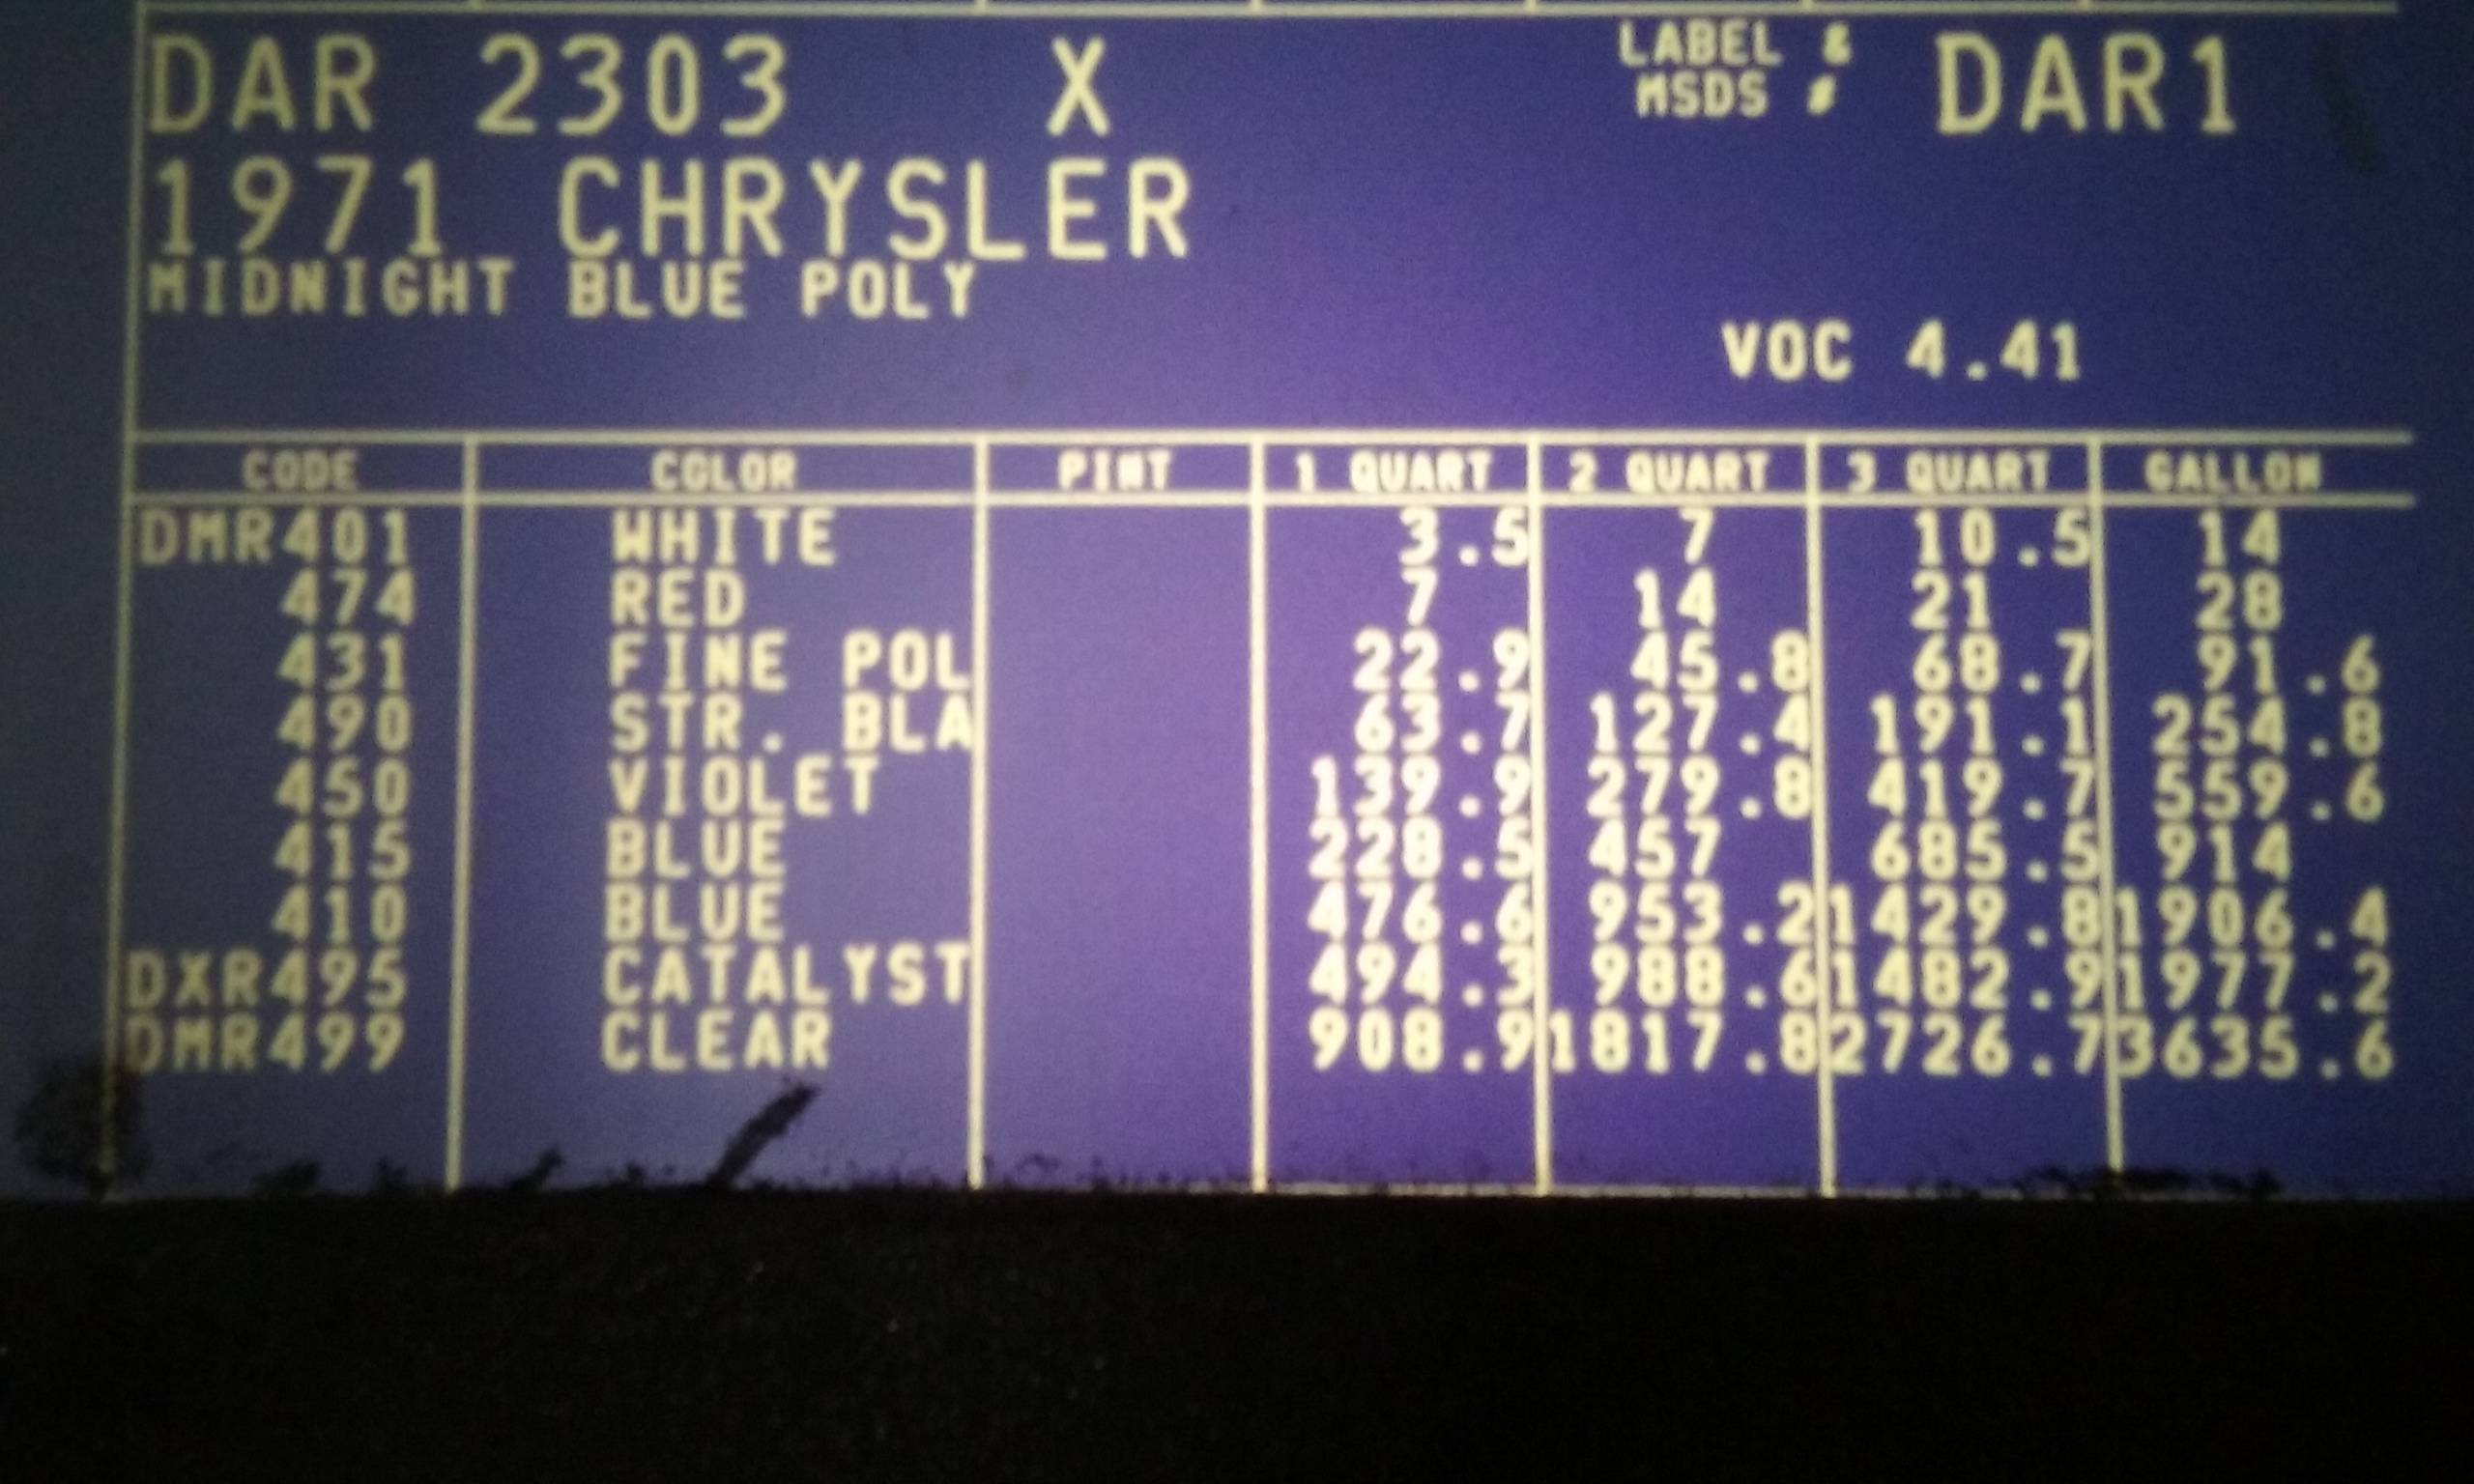 DAR 2303 X LABEL & MSDS # DAR1
1971 CHRYSLER
MIDNIGHT BLUE POLY
VOC 4.41
CODE COLOR PINT 1 QUART 2 QUART 3 QUART GALLON
DMR401 WHITE 3.5 7 10.5 14
474 RED 7 14 21 28
431 FINE POL 22.9 45.8 68.7 91.6
490 STR. BLA 63.7 127.4 191.1 254.8
450 VIOLET 139.9 279.8 419.7 559.6
415 BLUE 228.5 457 685.5 914
410 BLUE 476.6 953.2 1429.8 1906.4
DXR495 CATALYST 494.3 988.6 1482.9 1977.2
DMR499 CLEAR 908.9 1817.8 2726.7 3635.6